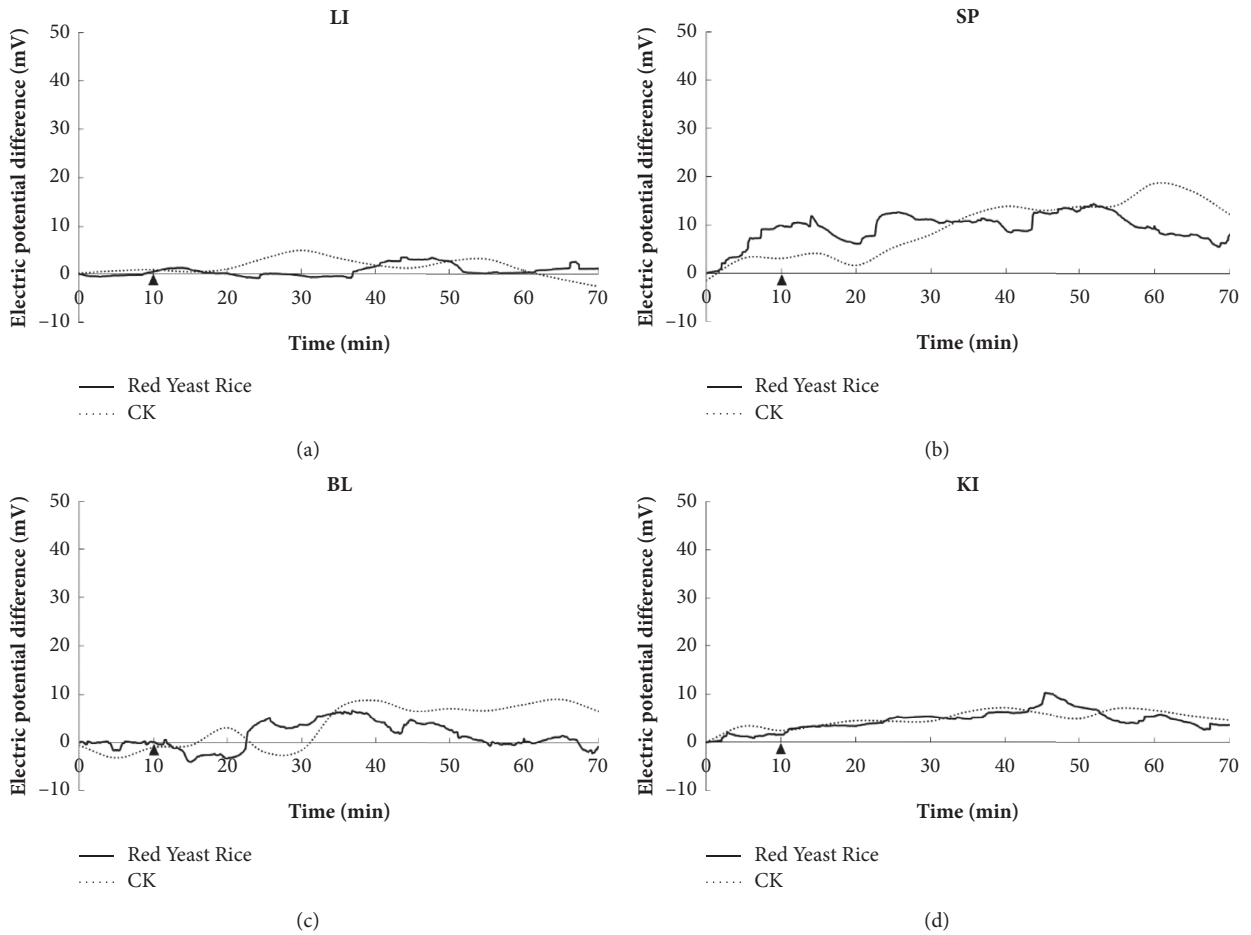 LI
Electric potential difference (mV)
50
40
30
20
10
0
–10
0 10 20 30 40 50 60 70
Time (min)
Red Yeast Rice
CK
(a)
SP
Electric potential difference (mV)
50
40
30
20
10
0
–10
0 10 20 30 40 50 60 70
Time (min)
Red Yeast Rice
CK
(b)
BL
Electric potential difference (mV)
50
40
30
20
10
0
–10
0 10 20 30 40 50 60 70
Time (min)
Red Yeast Rice
CK
(c)
KI
Electric potential difference (mV)
50
40
30
20
10
0
–10
0 10 20 30 40 50 60 70
Time (min)
Red Yeast Rice
CK
(d)